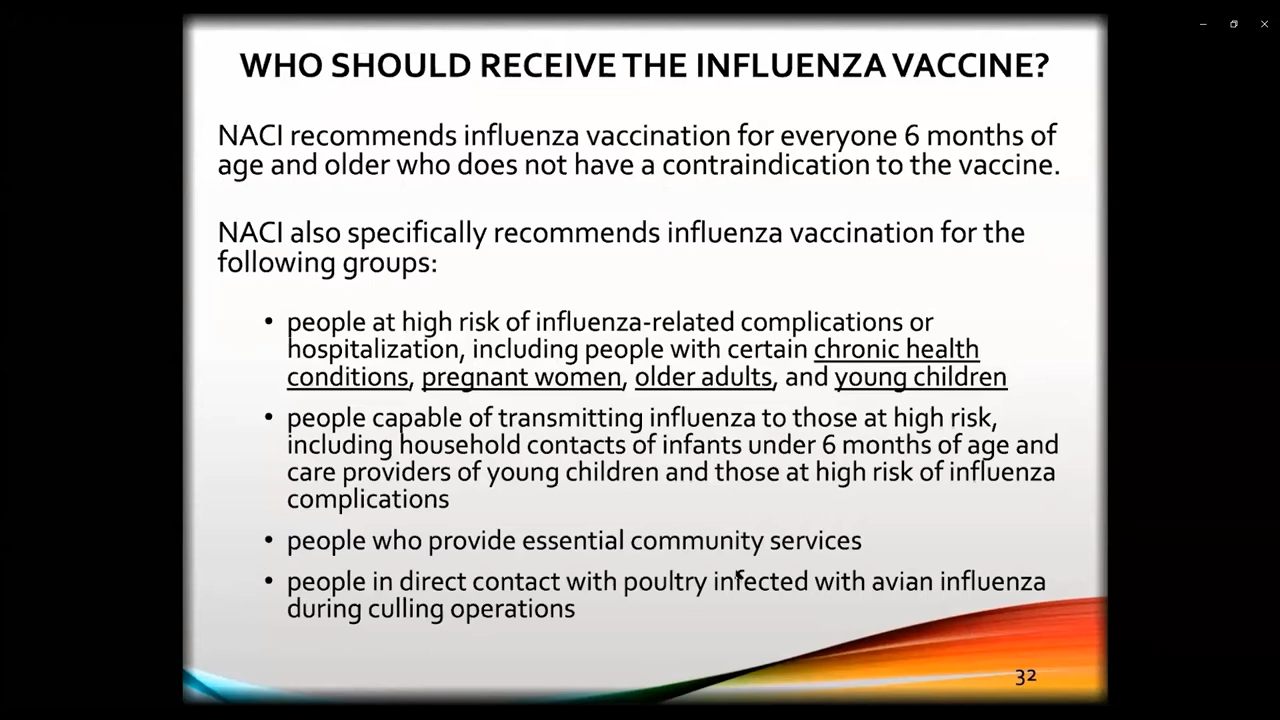 WHO SHOULD RECEIVE THE INFLUENZA VACCINE?
NACI recommends influenza vaccination for everyone 6 months of
age and older who does not have a contraindication to the vaccine.
NACI also specifically recommends influenza vaccination for the
following groups:
• people at high risk of influenza-related complications or
hospitalization, including people with certain chronic health
conditions, pregnant women, older adults, and young children
• people capable of transmitting influenza to those at high risk,
including household contacts of infants under 6 months of age and
care providers of young children and those at high risk of influenza
complications
• people who provide essential community services
• people in direct contact with poultry infected with avian influenza
during culling operations
32